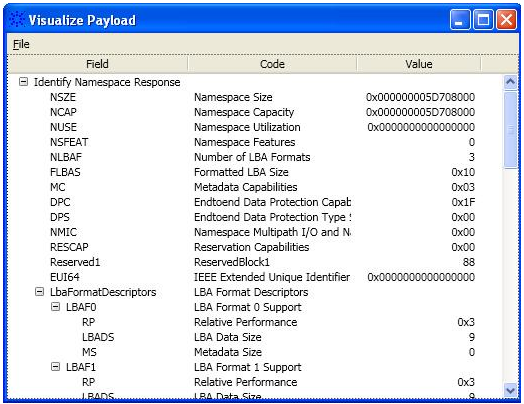 Visualize Payload
File
Field Code Value
Identify Namespace Response
NSZE Namespace Size 0x000000005D708000
NCAP Namespace Capacity 0x000000005D708000
NUSE Namespace Utilization 0x0000000000000000
NSFEAT Namespace Features 0
NLBAF Number of LBA Formats 3
FLBAS Formatted LBA Size 0x10
MC Metadata Capabilities 0x03
DPC Endtoend Data Protection Capab 0x1F
DPS Endtoend Data Protection Type S 0x00
NMIC Namespace Multipath I/O and Na 0x00
RESCAP Reservation Capabilities 0x00
Reserved1 ReservedBlock1 88
EUI64 IEEE Extended Unique Identifier 0x0000000000000000
LbaFormatDescriptors LBA Format Descriptors
LBAF0 LBA Format 0 Support
RP Relative Performance 0x3
LBADS LBA Data Size 9
MS Metadata Size 0
LBAF1 LBA Format 1 Support
RP Relative Performance 0x3
LBADS LBA Data Size 9